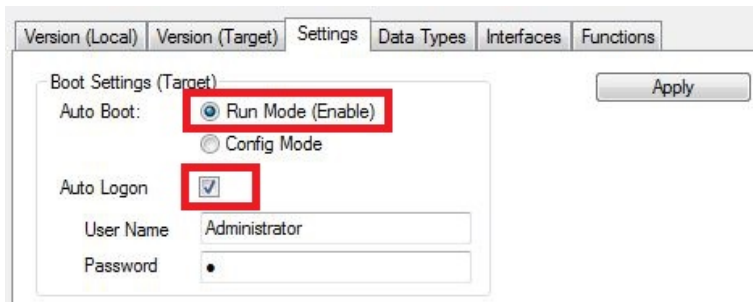 Version (Local) Version (Target) Settings Data Types Interfaces Functions
Boot Settings (Target)
Apply
Auto Boot: Run Mode (Enable)
Config Mode
Auto Logon
User Name Administrator
Password •